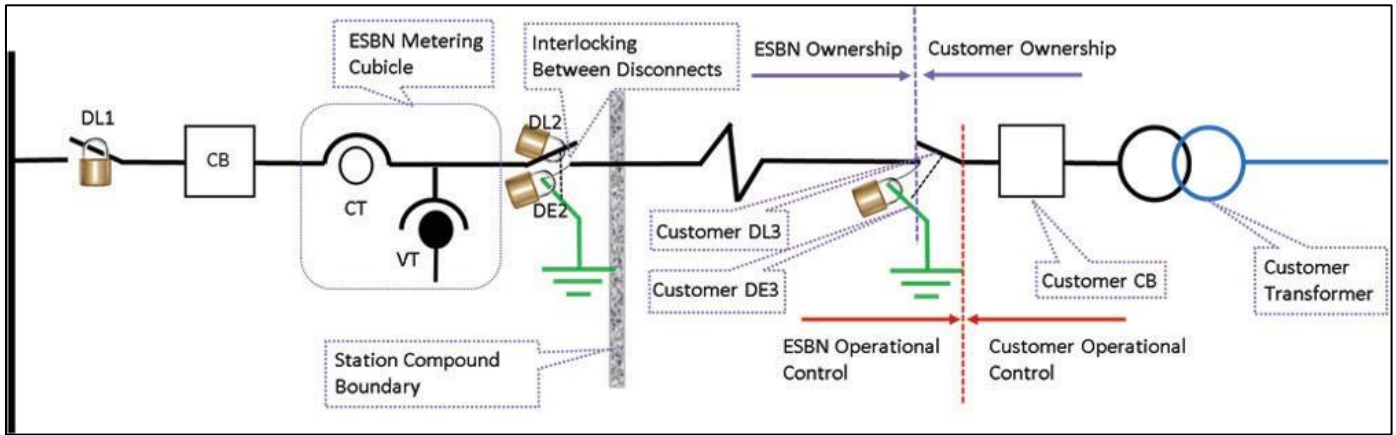 ESBN Metering
Cubicle
Interlocking
Between Disconnects
ESBN Ownership
Customer Ownership
DL1
CB
CT
VT
DL2
DE2
Customer DL3
Customer DE3
Customer CB
Customer
Transformer
Station Compound
Boundary
ESBN Operational
Control
Customer Operational
Control